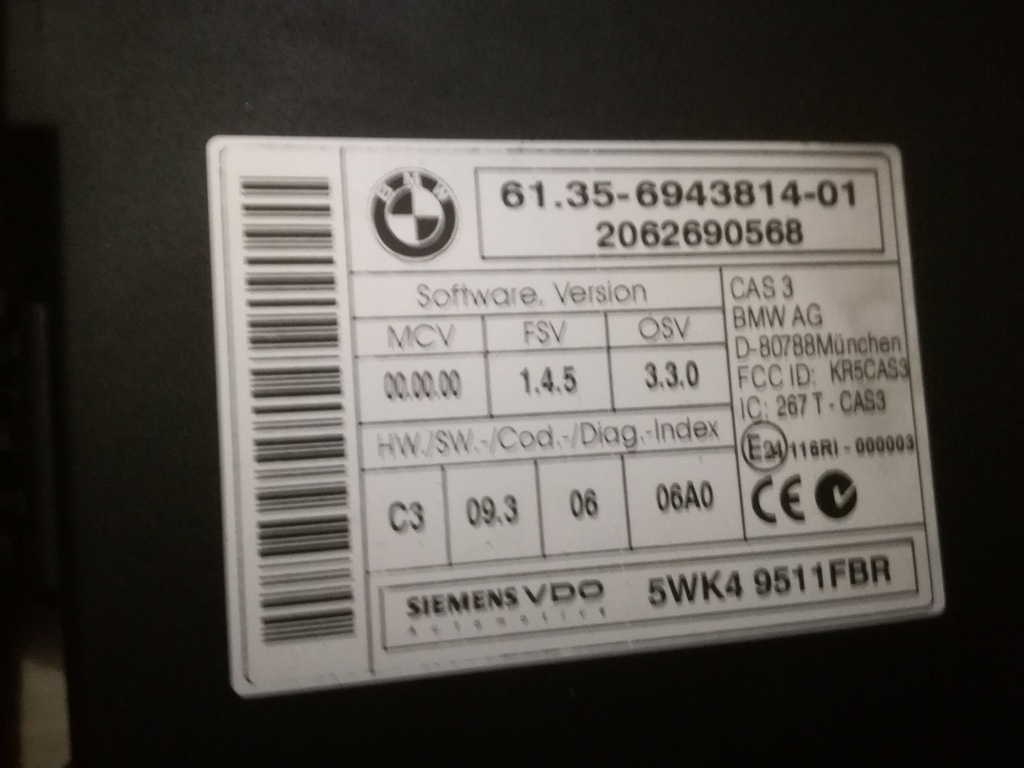 BMW
61.35-6943814-01
2062690568
Software. Version
MCV FSV OSV
00.00.00 1.4.5 3.3.0
HW./SW.-/Cod.-/Diag.-Index
C3 09.3 06 06A0
CAS 3
BMW AG
D-80788München
FCC ID: KR5CAS3
IC: 267 T - CAS3
E24 116RI - 000003
CE
SIEMENS VDO 5WK4 9511FBR
Automotive